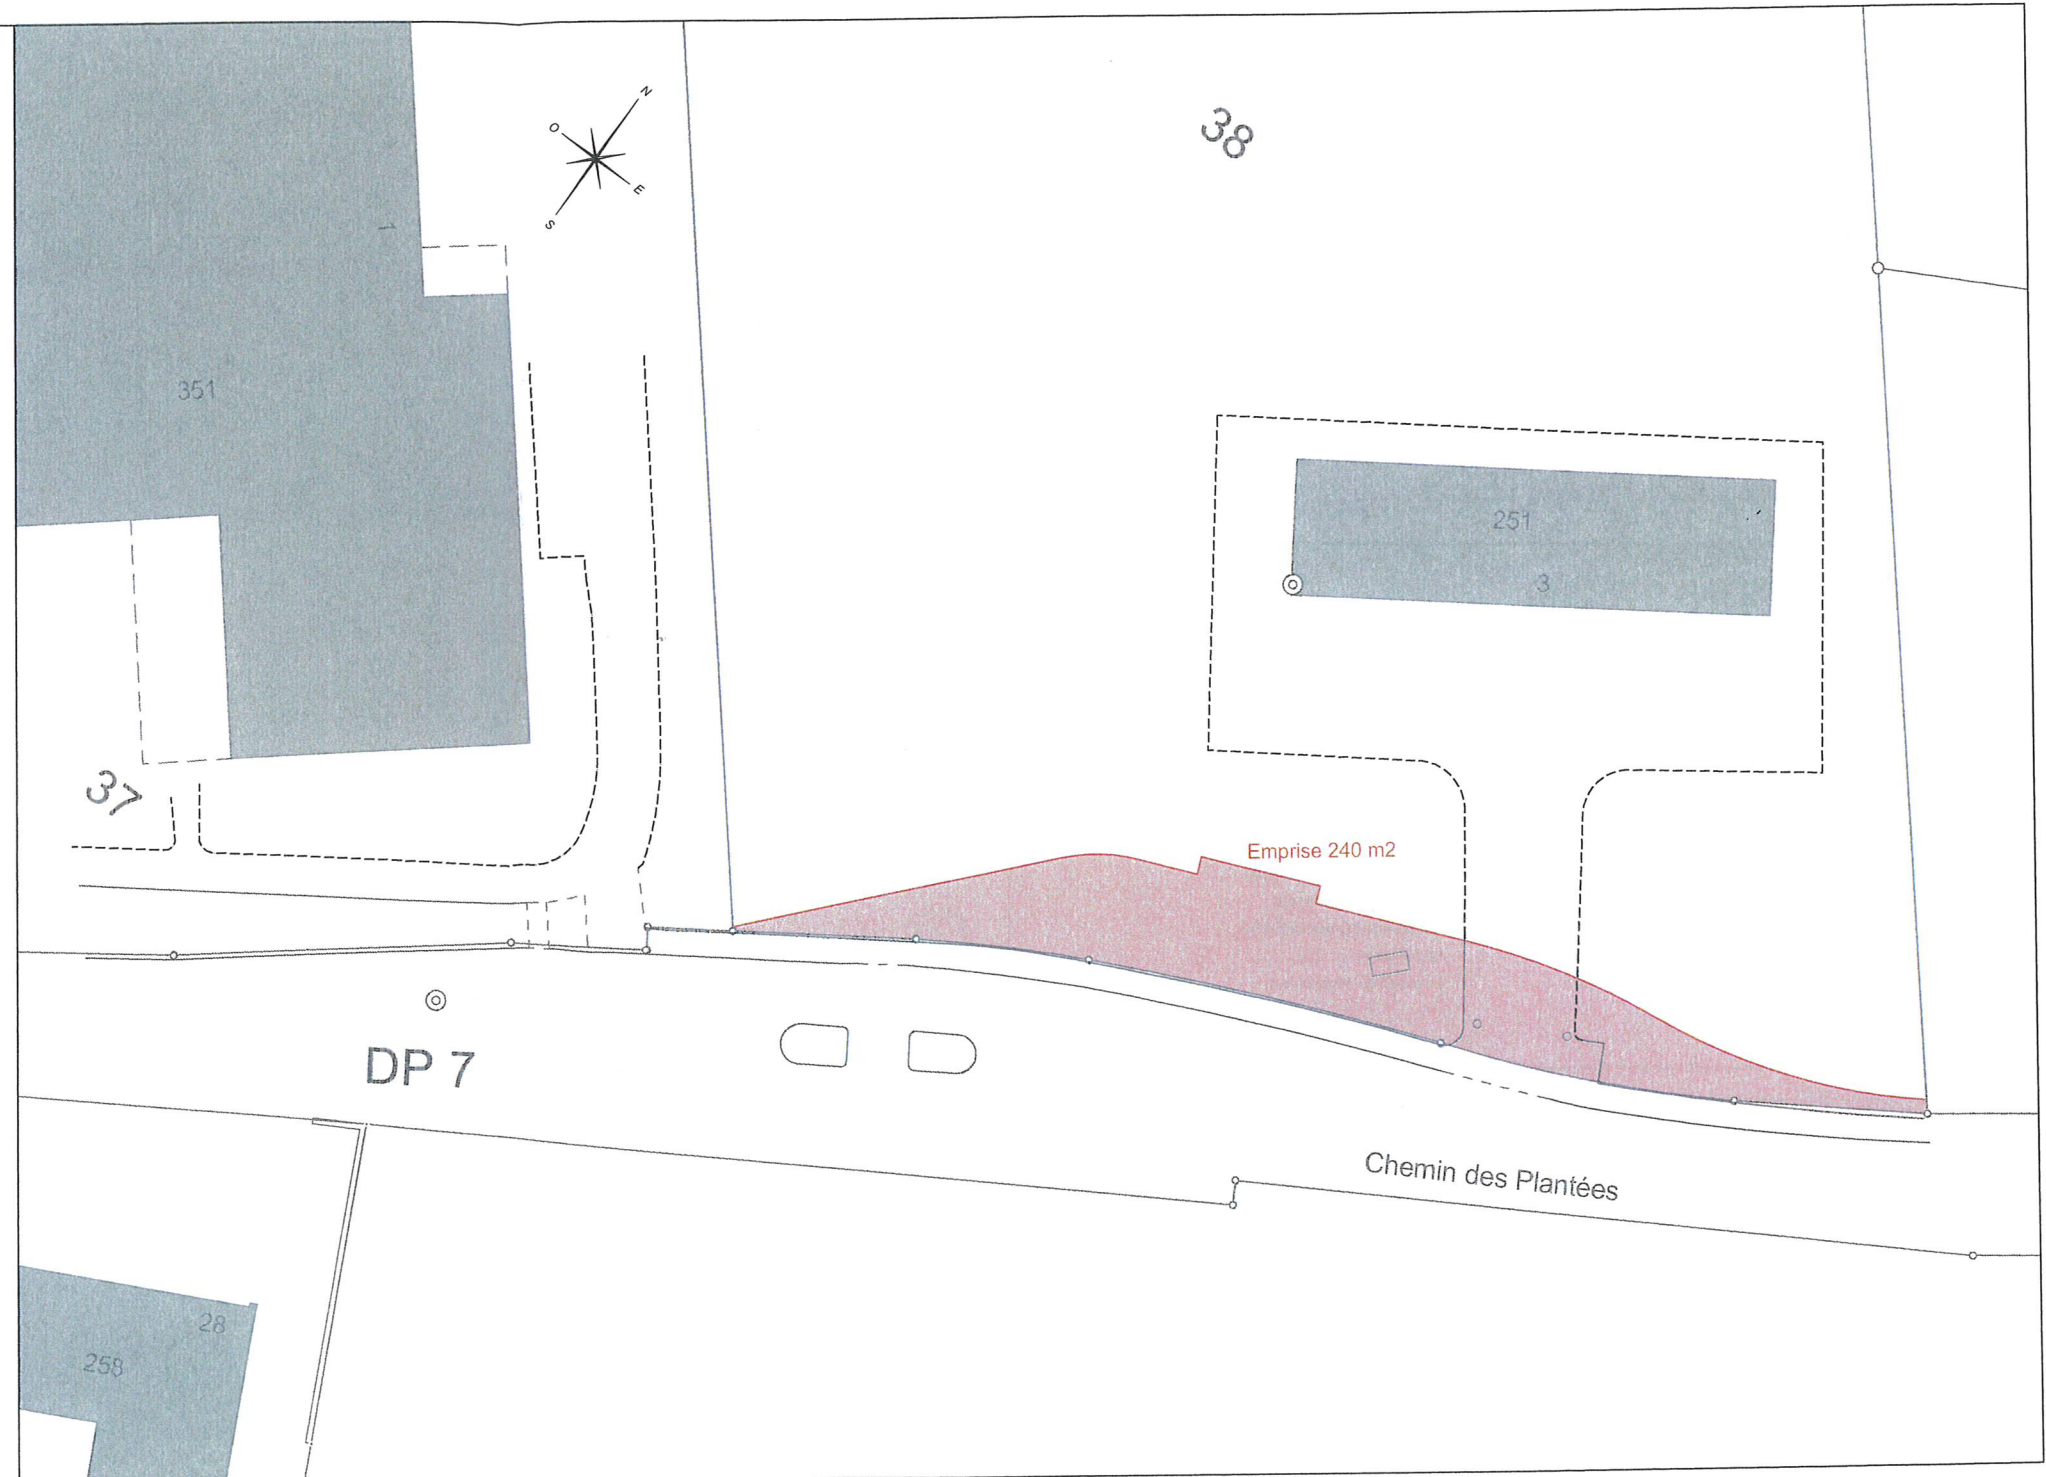 N
O
E
S
38
1
351
251
3
37
Emprise 240 m2
DP 7
Chemin des Plantées
28
258